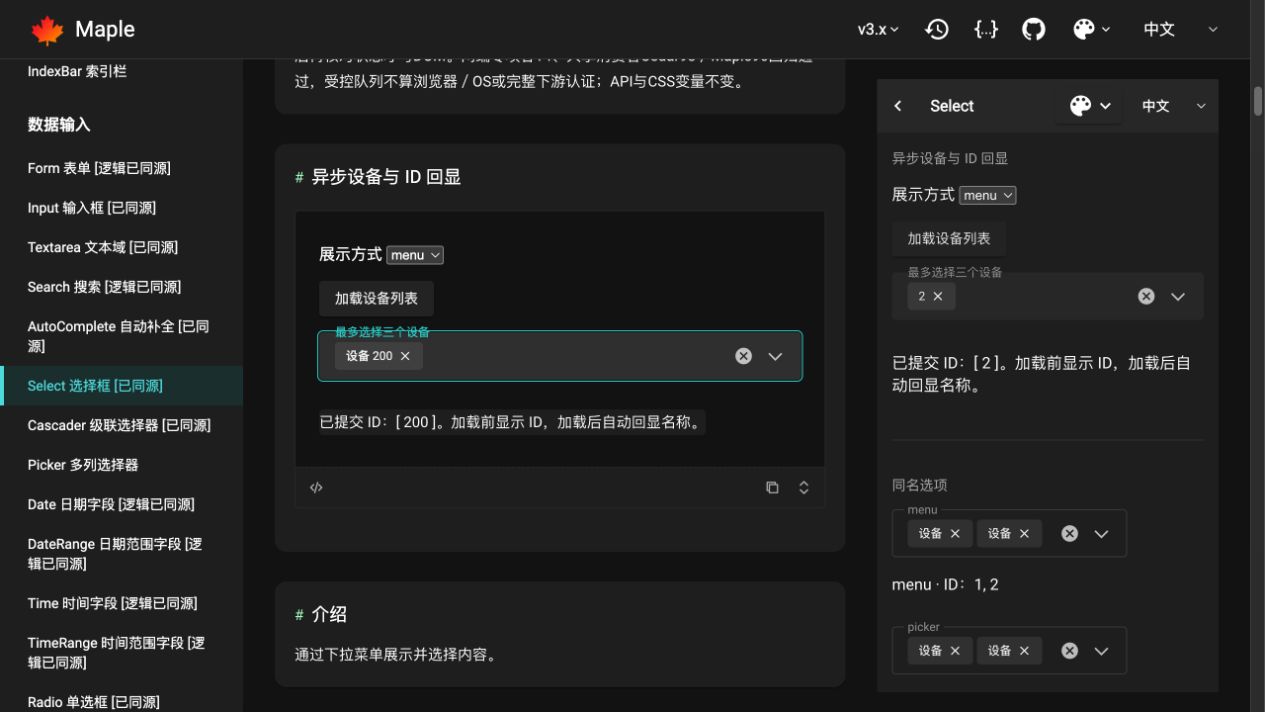 Maple
v3.x
{...}
中文
IndexBar 索引栏
数据输入
Form 表单 [逻辑已同源]
Input 输入框 [已同源]
Textarea 文本域 [已同源]
Search 搜索 [逻辑已同源]
AutoComplete 自动补全 [已同
源]
Select 选择框 [已同源]
Cascader 级联选择器 [已同源]
Picker 多列选择器
Date 日期字段 [逻辑已同源]
DateRange 日期范围字段 [逻
辑已同源]
Time 时间字段 [逻辑已同源]
TimeRange 时间范围字段 [逻
辑已同源]
Radio 单选框 [已同源]
过，受控队列不算浏览器 / OS或完整下游认证；API与CSS变量不变。
# 异步设备与 ID 回显
展示方式 menu
加载设备列表
最多选择三个设备
设备 200
已提交 ID：[ 200 ]。加载前显示 ID，加载后自动回显名称。
# 介绍
通过下拉菜单展示并选择内容。
Select
中文
异步设备与 ID 回显
展示方式 menu
加载设备列表
最多选择三个设备
2
已提交 ID：[ 2 ]。加载前显示 ID，加载后自
动回显名称。
同名选项
menu
设备 设备
menu · ID：1, 2
picker
设备 设备